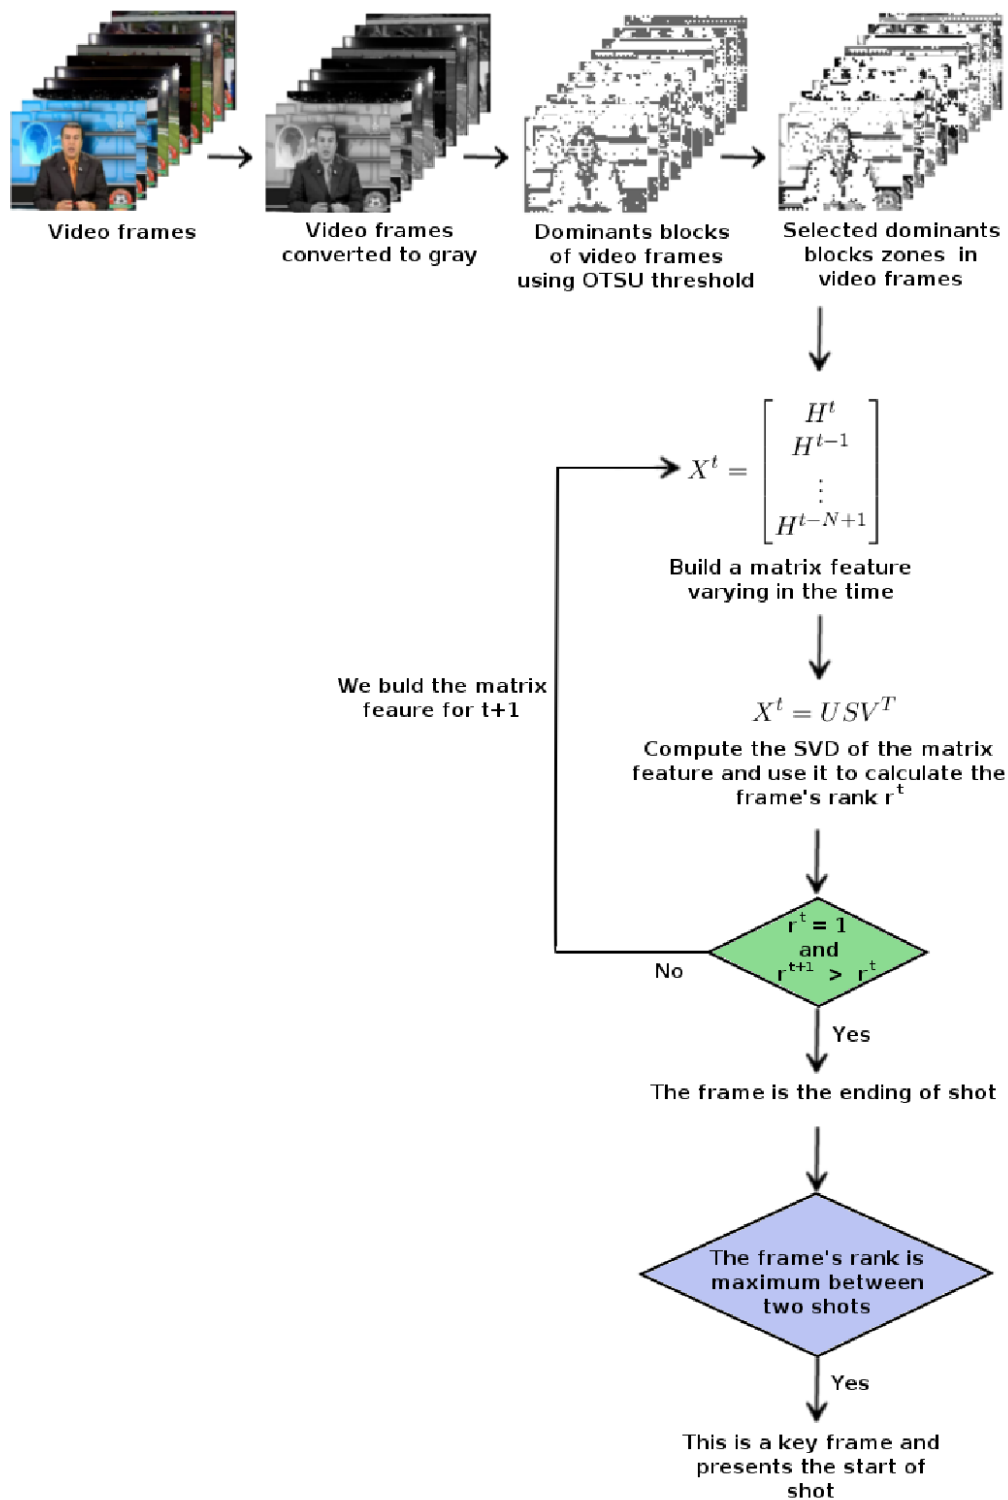 Video frames
Video frames
converted to gray
Dominants blocks
of video frames
using OTSU threshold
Selected dominants
blocks zones in
video frames
X^t = [H^t
H^{t-1}
⋮
H^{t-N+1}]
Build a matrix feature
varying in the time
We buld the matrix
feaure for t+1
X^t = USV^T
Compute the SVD of the matrix
feature and use it to calculate the
frame's rank r^t
r^t = 1
and
r^{t+1} > r^t
No
Yes
The frame is the ending of shot
The frame's rank is
maximum between
two shots
Yes
This is a key frame and
presents the start of
shot